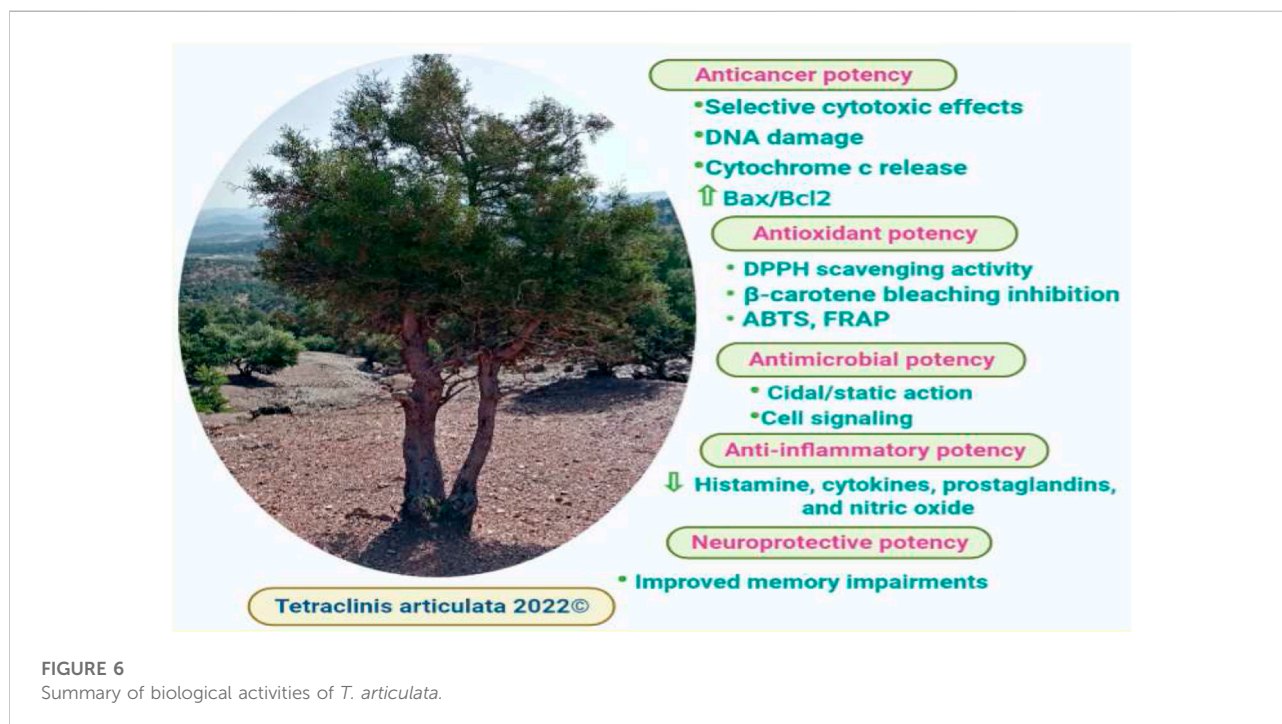 Anticancer potency
•Selective cytotoxic effects
•DNA damage
•Cytochrome c release
⇧ Bax/Bcl2
Antioxidant potency
• DPPH scavenging activity
• β-carotene bleaching inhibition
• ABTS, FRAP
Antimicrobial potency
• Cidal/static action
•Cell signaling
Anti-inflammatory potency
⇩ Histamine, cytokines, prostaglandins,
and nitric oxide
Neuroprotective potency
• Improved memory impairments
Tetraclinis articulata 2022©
FIGURE 6
Summary of biological activities of T. articulata.